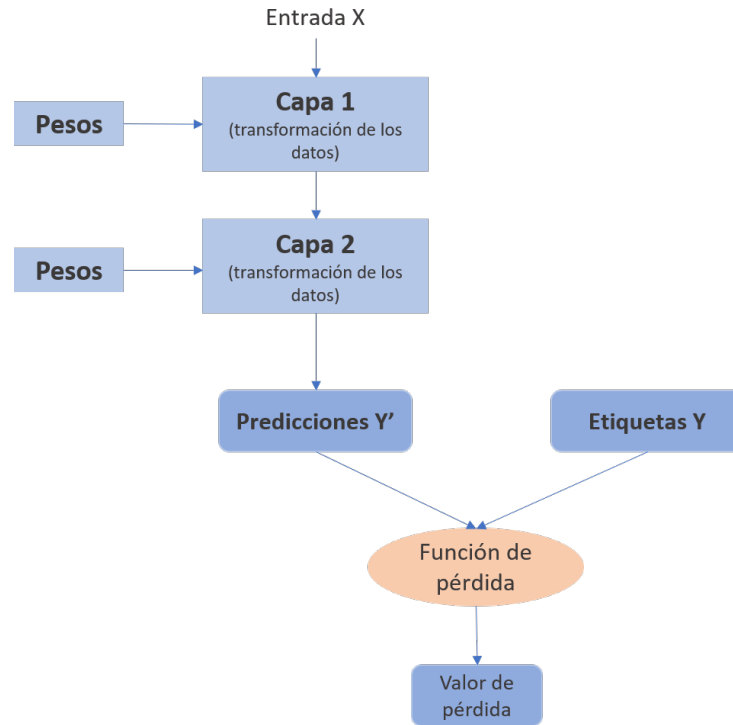 Entrada X
Capa 1
Pesos
(transformación de los
datos)
Capa 2
Pesos
(transformación de los
datos)
Predicciones Y’
Etiquetas Y
Función de
pérdida
Valor de
pérdida